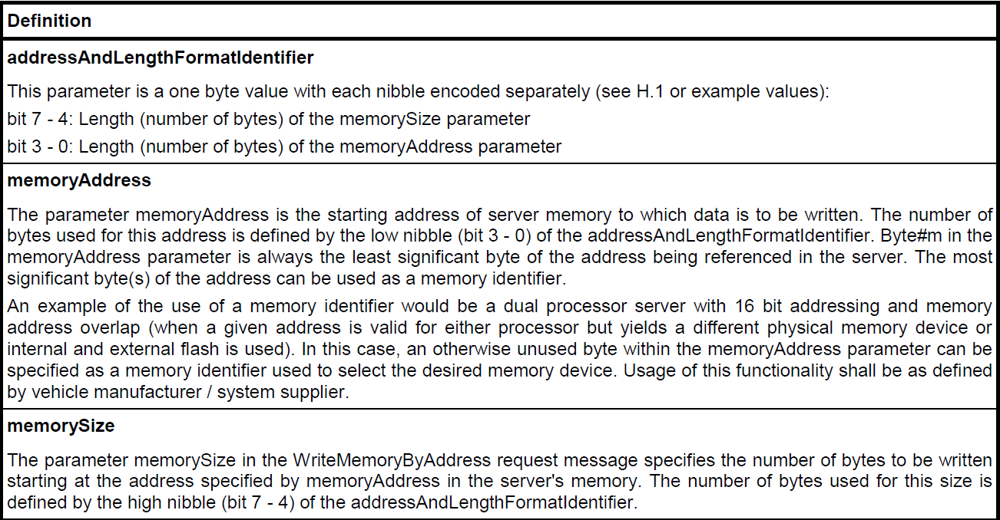 Definition
addressAndLengthFormatIdentifier
This parameter is a one byte value with each nibble encoded separately (see H.1 or example values):
bit 7 - 4: Length (number of bytes) of the memorySize parameter
bit 3 - 0: Length (number of bytes) of the memoryAddress parameter
memoryAddress
The parameter memoryAddress is the starting address of server memory to which data is to be written. The number of
bytes used for this address is defined by the low nibble (bit 3 - 0) of the addressAndLengthFormatIdentifier. Byte#m in the
memoryAddress parameter is always the least significant byte of the address being referenced in the server. The most
significant byte(s) of the address can be used as a memory identifier.
An example of the use of a memory identifier would be a dual processor server with 16 bit addressing and memory
address overlap (when a given address is valid for either processor but yields a different physical memory device or
internal and external flash is used). In this case, an otherwise unused byte within the memoryAddress parameter can be
specified as a memory identifier used to select the desired memory device. Usage of this functionality shall be as defined
by vehicle manufacturer / system supplier.
memorySize
The parameter memorySize in the WriteMemoryByAddress request message specifies the number of bytes to be written
starting at the address specified by memoryAddress in the server's memory. The number of bytes used for this size is
defined by the high nibble (bit 7 - 4) of the addressAndLengthFormatIdentifier.